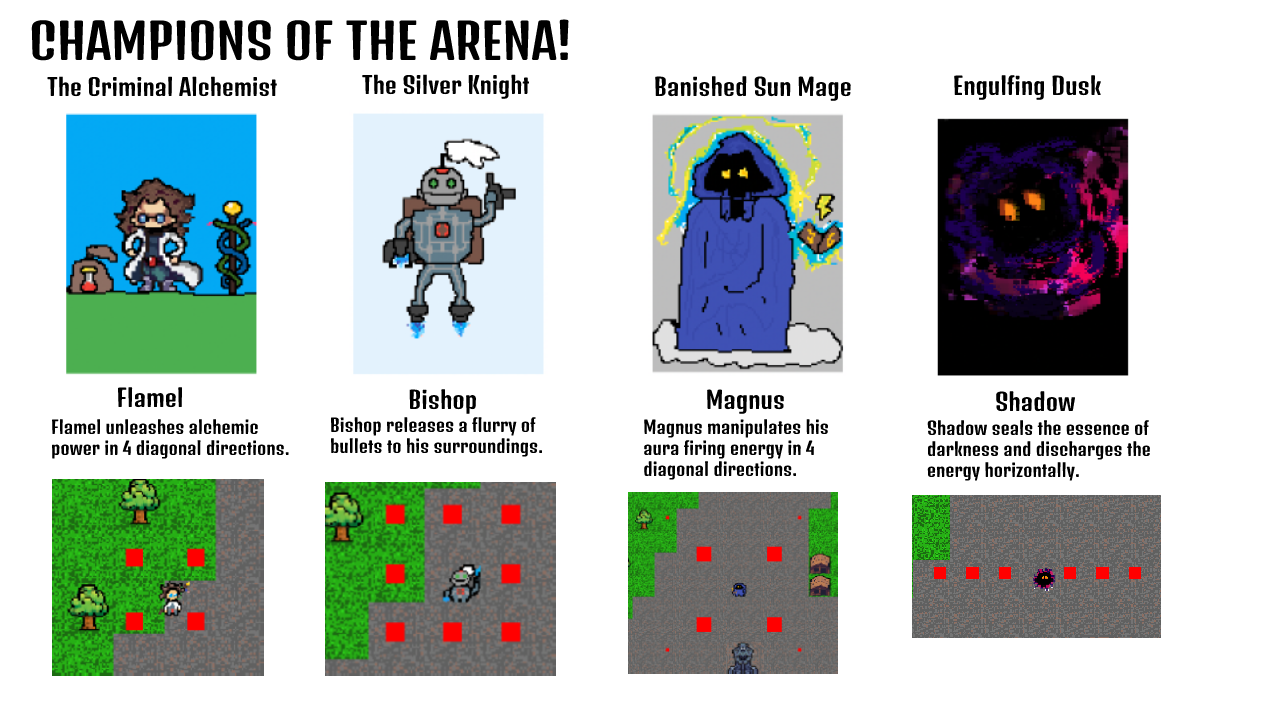 CHAMPIONS OF THE ARENA!
The Criminal Alchemist
The Silver Knight
Banished Sun Mage
Engulfing Dusk
Flamel
Flamel unleashes alchemic
power in 4 diagonal directions.
Bishop
Bishop releases a flurry of
bullets to his surroundings.
Magnus
Magnus manipulates his
aura firing energy in 4
diagonal directions.
Shadow
Shadow seals the essence of
darkness and discharges the
energy horizontally.